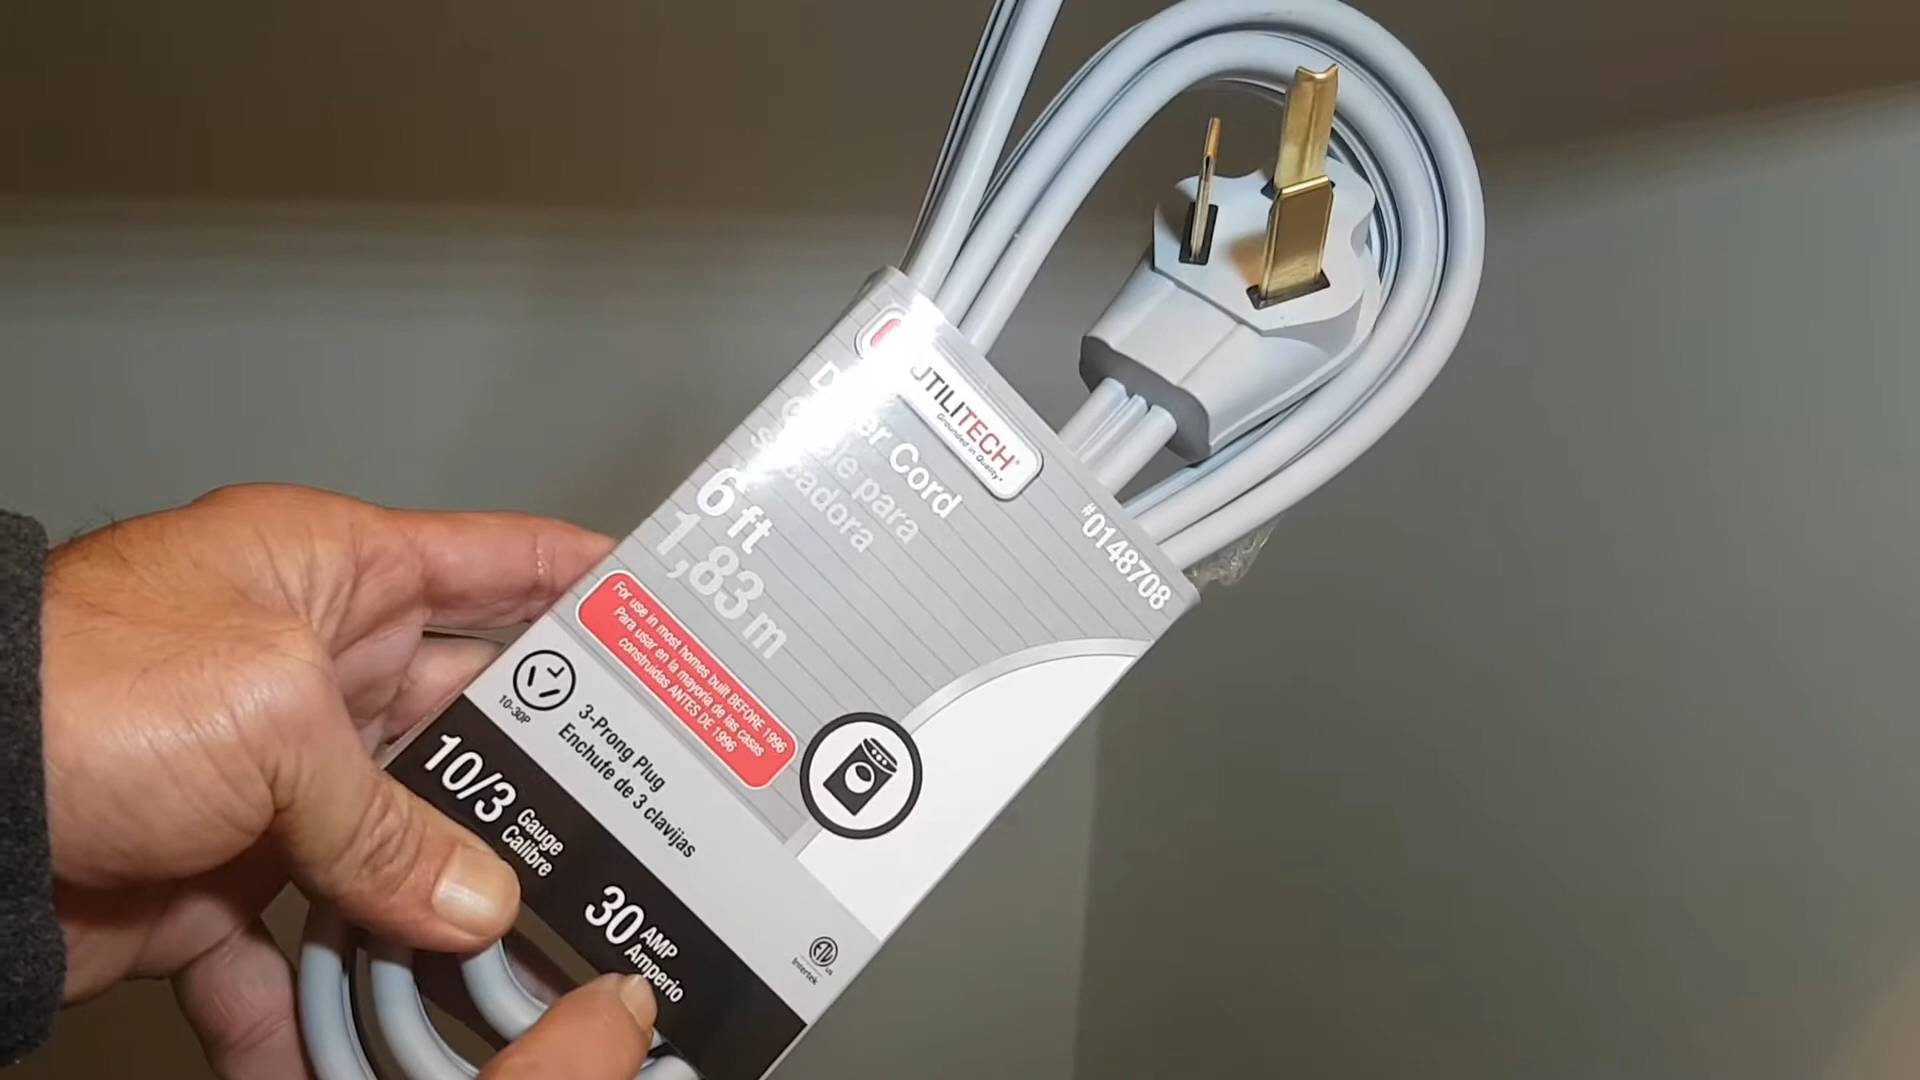 UTILITECH®
Grounded in Quality®
Cord
para
6 ft
1,83 m
#0148708
For use in most homes built BEFORE 1996
Para usar en la mayoría de las casas
construidas ANTES DE 1996
10-30P
3-Prong Plug
Enchufe de 3 clavijas
10/3 Gauge
Calibre
30 AMP
Amperio
ETL us
Intertek